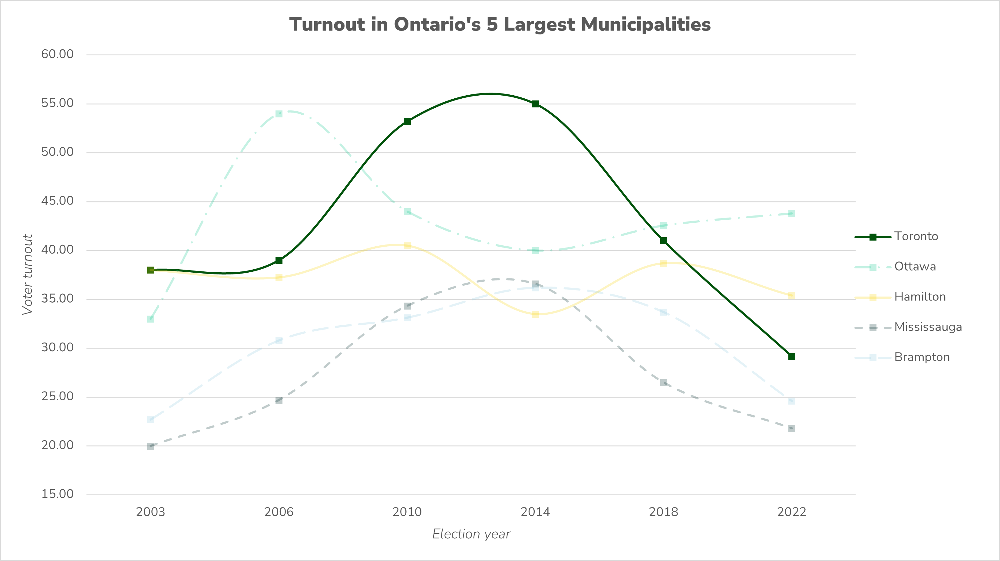 Turnout in Ontario's 5 Largest Municipalities
60.00
55.00
50.00
45.00
40.00
35.00
30.00
25.00
20.00
15.00
Voter turnout
2003 2006 2010 2014 2018 2022
Election year
Toronto
Ottawa
Hamilton
Mississauga
Brampton